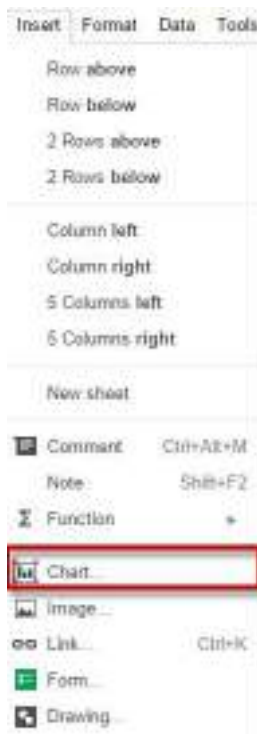 Insert Format Data Tools
Row above
Row below
2 Rows above
2 Rows below
Column left
Column right
5 Columns left
5 Columns right
New sheet
Comment Ctrl+Alt+M
Note Shift+F2
Σ Function
Chart...
Image...
Link... Ctrl+K
Form...
Drawing...